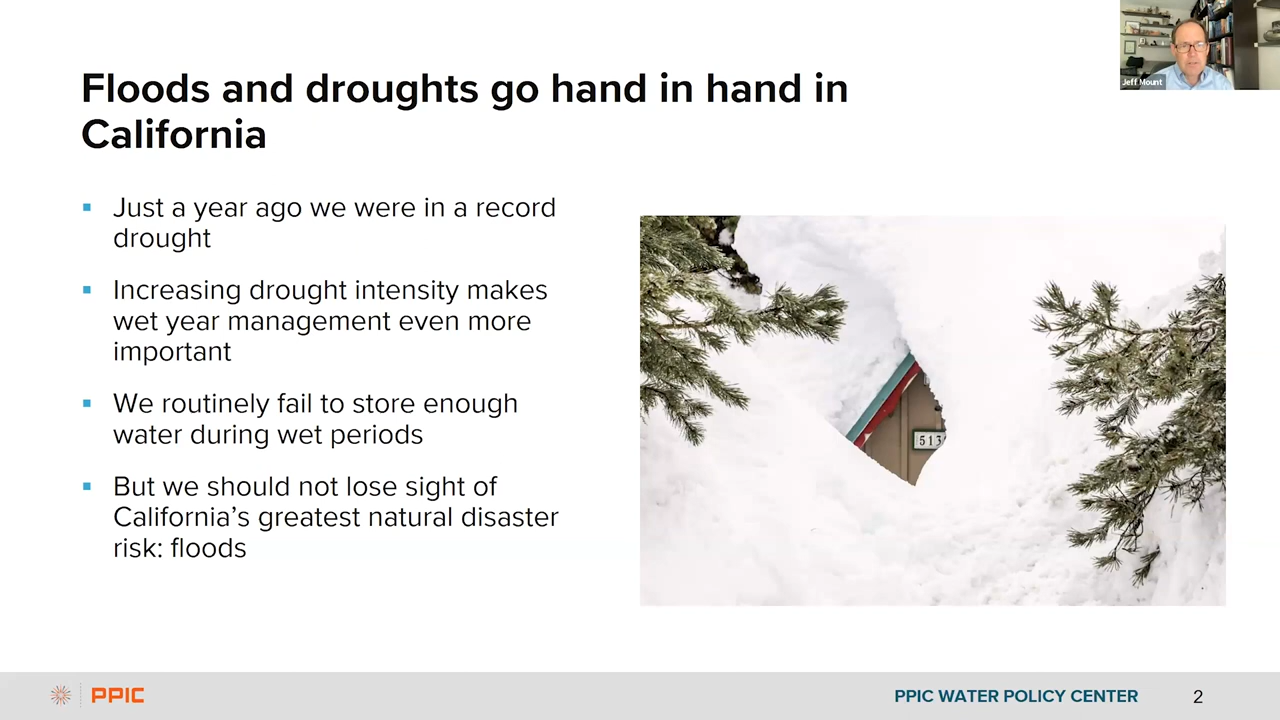 Jeff Mount
Floods and droughts go hand in hand in
California
Just a year ago we were in a record
drought
Increasing drought intensity makes
wet year management even more
important
We routinely fail to store enough
water during wet periods
But we should not lose sight of
California’s greatest natural disaster
risk: floods
513
PPIC
PPIC WATER POLICY CENTER
2